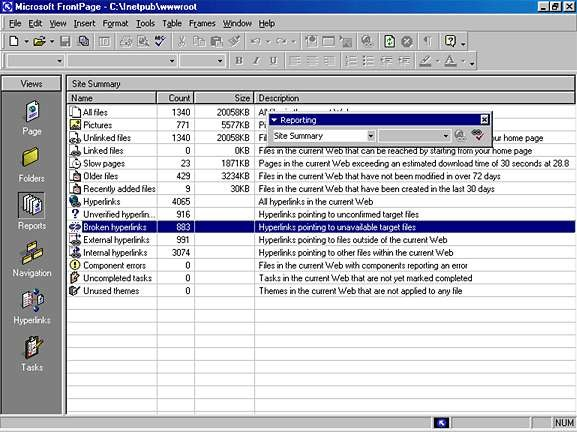 Microsoft FrontPage - C:\Inetpub\wwwroot
File Edit View Insert Format Tools Table Frames Window Help
Views
Site Summary
Name Count Size Description
All files 1340 20058KB
Pictures 771 5577KB
Unlinked files 1340 20058KB your home page
Linked files 0 0KB Files in the current Web that can be reached by starting from your home page
Slow pages 23 1871KB Pages in the current Web exceeding an estimated download time of 30 seconds at 28.8
Older files 429 3234KB Files in the current Web that have not been modified in over 72 days
Recently added files 9 30KB Files in the current Web that have been created in the last 30 days
Hyperlinks 4065 All hyperlinks in the current Web
Unverified hyperlin... 916 Hyperlinks pointing to unconfirmed target files
Broken hyperlinks 883 Hyperlinks pointing to unavailable target files
External hyperlinks 991 Hyperlinks pointing to files outside of the current Web
Internal hyperlinks 3074 Hyperlinks pointing to other files within the current Web
Component errors 0 Files in the current Web with components reporting an error
Uncompleted tasks 0 Tasks in the current Web that are not yet marked completed
Unused themes 0 Themes in the current Web that are not applied to any file
Reporting
Site Summary
Page
Folders
Reports
Navigation
Hyperlinks
Tasks
NUM